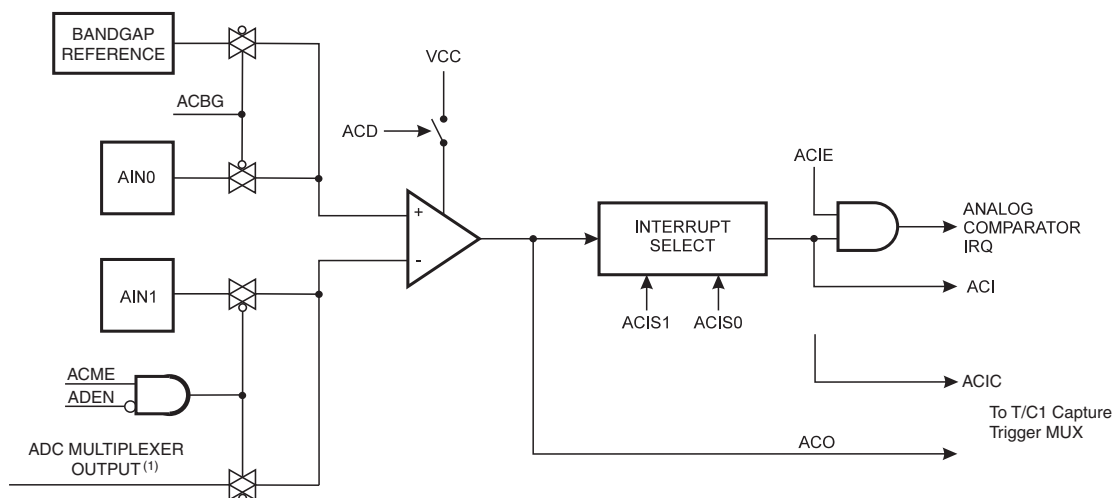 BANDGAP
REFERENCE
VCC
ACBG
ACD
AIN0
ACIE
+
-
INTERRUPT
SELECT
ANALOG
COMPARATOR
IRQ
AIN1
ACI
ACIS1 ACIS0
ACME
ADEN
ACIC
To T/C1 Capture
Trigger MUX
ADC MULTIPLEXER
OUTPUT (1)
ACO